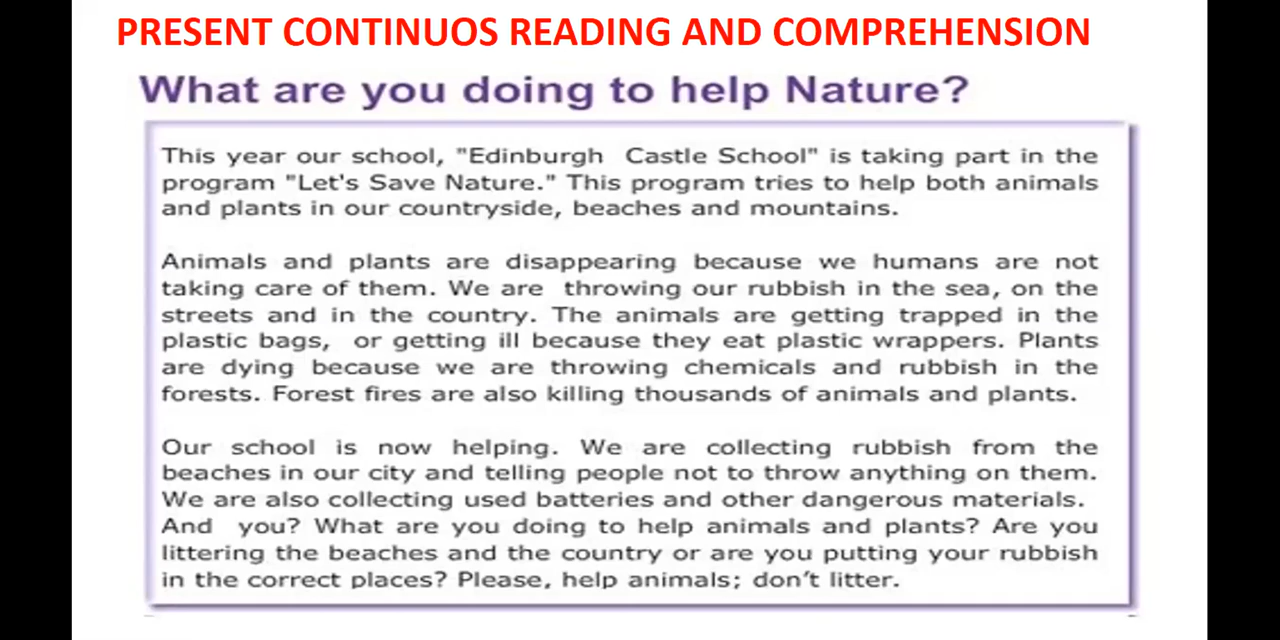 PRESENT CONTINUOS READING AND COMPREHENSION
What are you doing to help Nature?
This year our school, "Edinburgh Castle School" is taking part in the
program "Let's Save Nature." This program tries to help both animals
and plants in our countryside, beaches and mountains.
Animals and plants are disappearing because we humans are not
taking care of them. We are throwing our rubbish in the sea, on the
streets and in the country. The animals are getting trapped in the
plastic bags, or getting ill because they eat plastic wrappers. Plants
are dying because we are throwing chemicals and rubbish in the
forests. Forest fires are also killing thousands of animals and plants.
Our school is now helping. We are collecting rubbish from the
beaches in our city and telling people not to throw anything on them.
We are also collecting used batteries and other dangerous materials.
And you? What are you doing to help animals and plants? Are you
littering the beaches and the country or are you putting your rubbish
in the correct places? Please, help animals; don't litter.